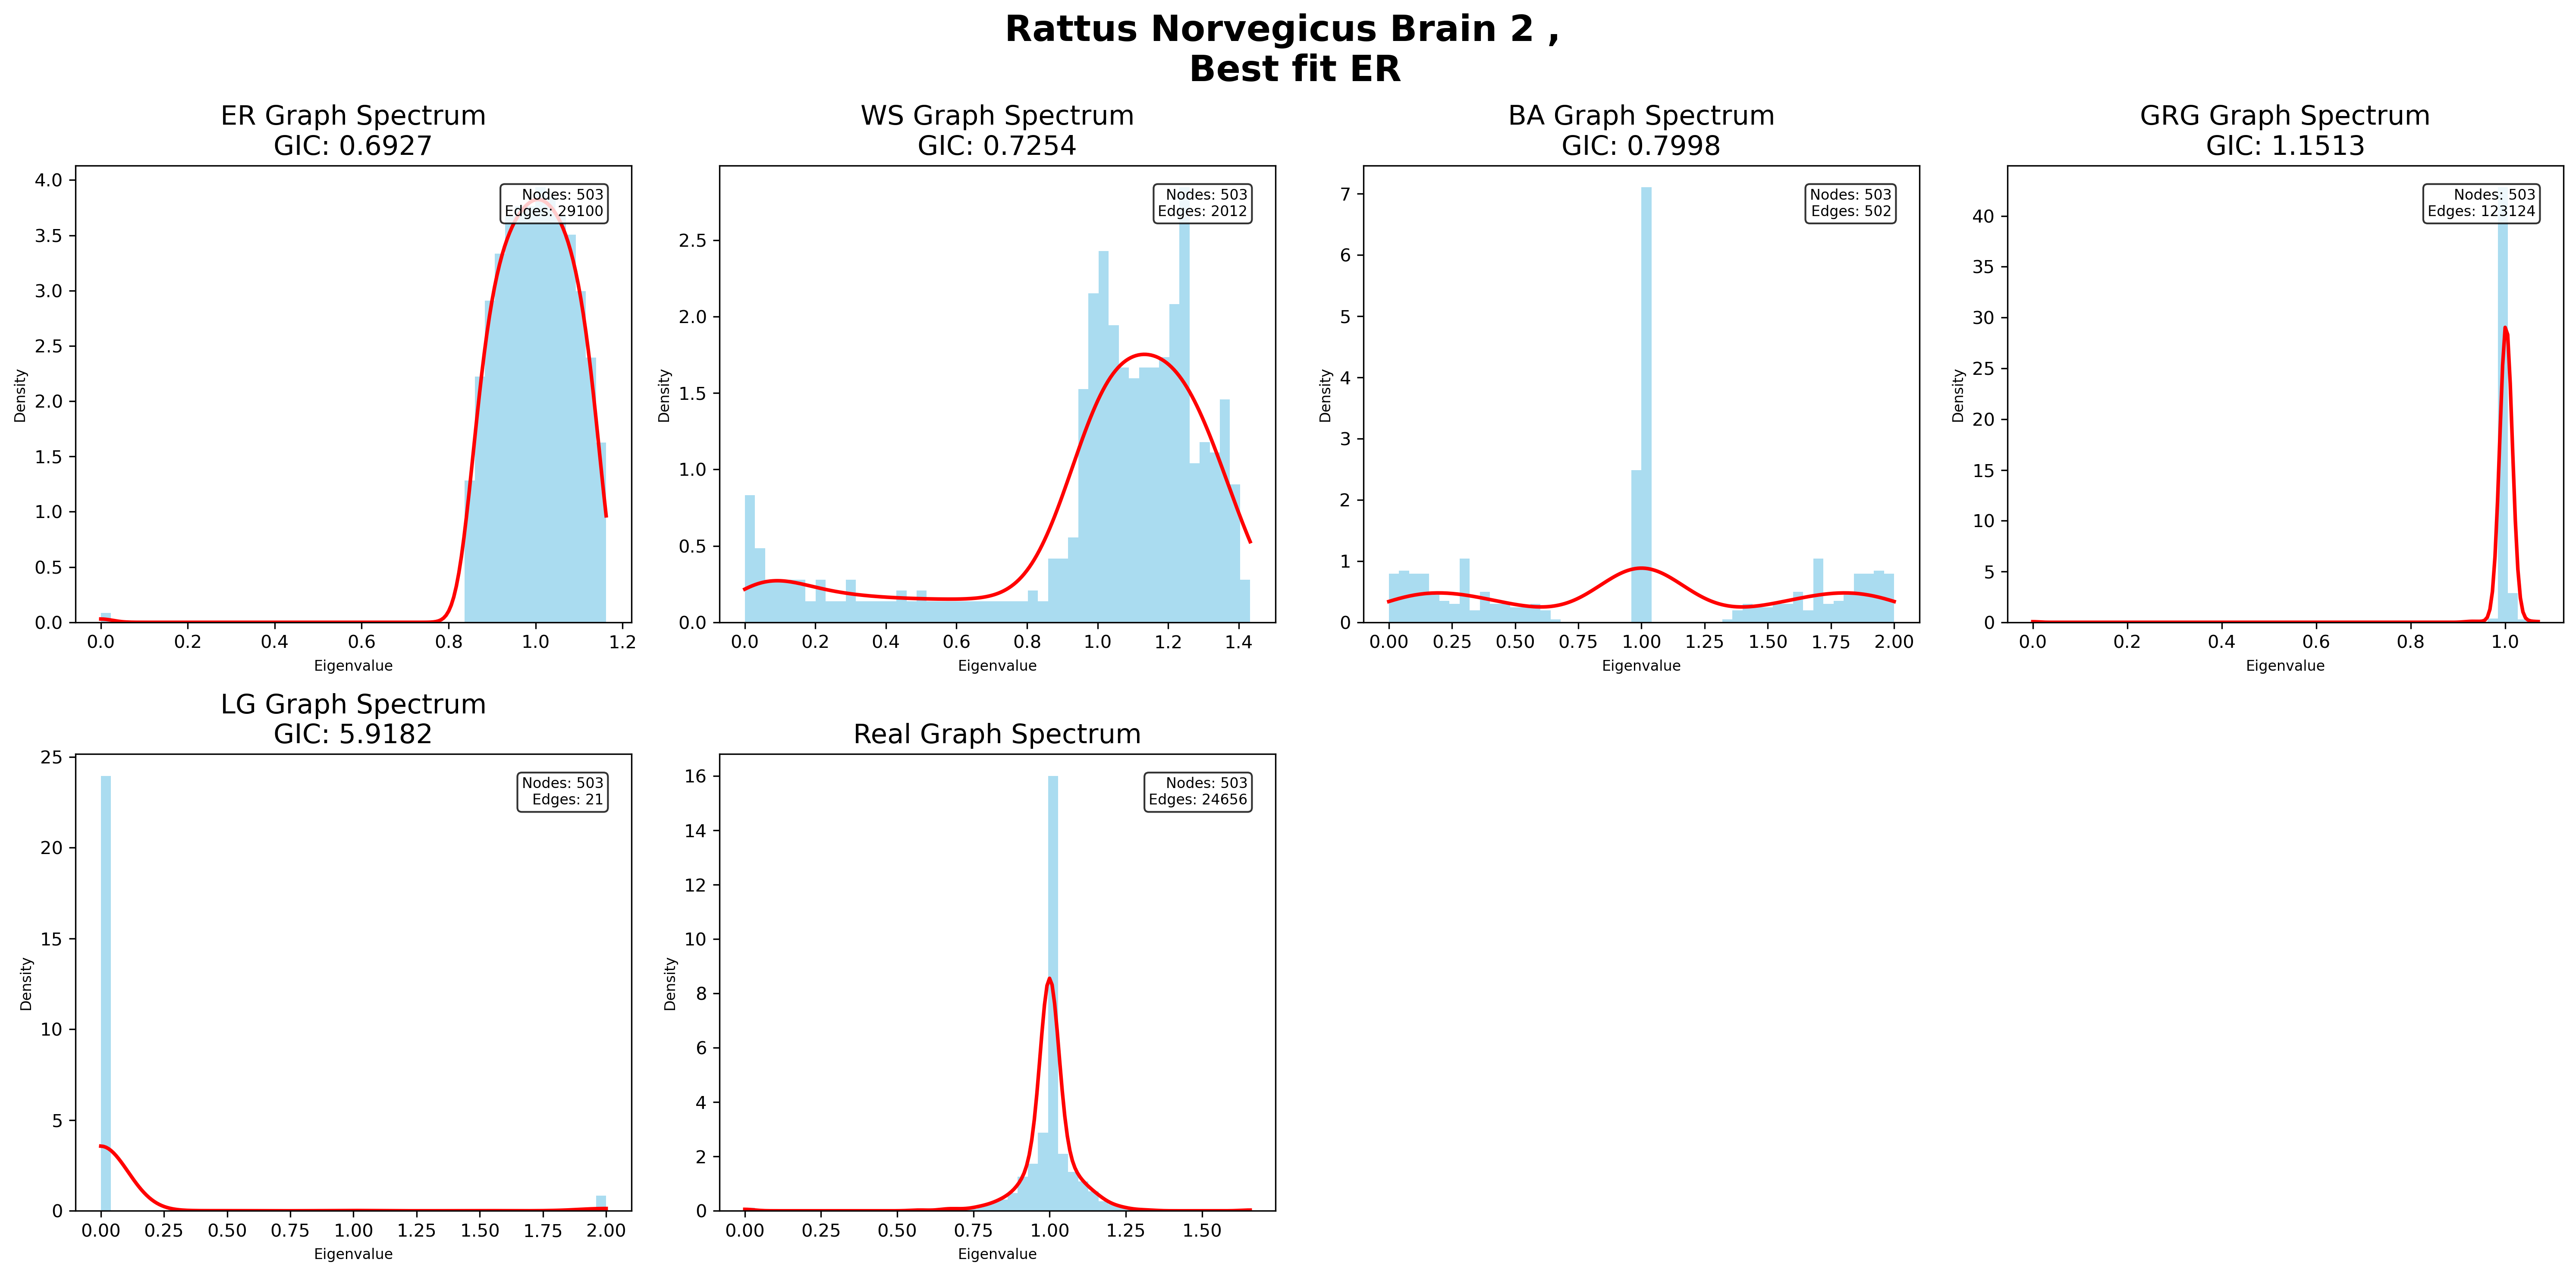 Rattus Norvegicus Brain 2 ,
Best fit ER
ER Graph Spectrum
GIC: 0.6927
Nodes: 503
Edges: 29100
4.0
3.5
3.0
2.5
2.0
1.5
1.0
0.5
0.0
Density
0.0 0.2 0.4 0.6 0.8 1.0 1.2
Eigenvalue
WS Graph Spectrum
GIC: 0.7254
Nodes: 503
Edges: 2012
2.5
2.0
1.5
1.0
0.5
0.0
Density
0.0 0.2 0.4 0.6 0.8 1.0 1.2 1.4
Eigenvalue
BA Graph Spectrum
GIC: 0.7998
Nodes: 503
Edges: 502
7
6
5
4
3
2
1
0
Density
0.00 0.25 0.50 0.75 1.00 1.25 1.50 1.75 2.00
Eigenvalue
GRG Graph Spectrum
GIC: 1.1513
Nodes: 503
Edges: 123124
40
35
30
25
20
15
10
5
0
Density
0.0 0.2 0.4 0.6 0.8 1.0
Eigenvalue
LG Graph Spectrum
GIC: 5.9182
Nodes: 503
Edges: 21
25
20
15
10
5
0
Density
0.00 0.25 0.50 0.75 1.00 1.25 1.50 1.75 2.00
Eigenvalue
Real Graph Spectrum
Nodes: 503
Edges: 24656
16
14
12
10
8
6
4
2
0
Density
0.00 0.25 0.50 0.75 1.00 1.25 1.50
Eigenvalue